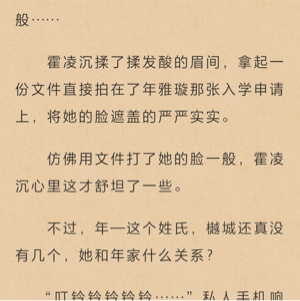 般……
霍凌沉揉了揉发酸的眉间，拿起一
份文件直接拍在了年雅璇那张入学申请
上，将她的脸遮盖的严严实实。
仿佛用文件打了她的脸一般，霍凌
沉心里这才舒坦了一些。
不过，年—这个姓氏，樾城还真没
有几个，她和年家什么关系？
“叮铃铃铃铃铃……”私人手机响